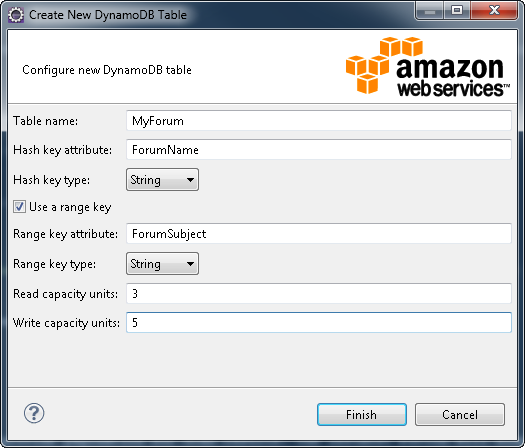 Create New DynamoDB Table
Configure new DynamoDB table
amazon
web services™
Table name: MyForum
Hash key attribute: ForumName
Hash key type: String
Use a range key
Range key attribute: ForumSubject
Range key type: String
Read capacity units: 3
Write capacity units: 5
?
Finish Cancel